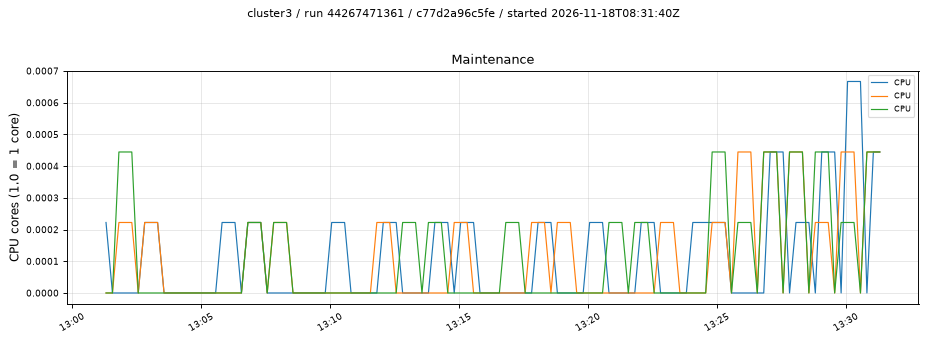 cluster3 / run 44267471361 / c77d2a96c5fe / started 2026-11-18T08:31:40Z
Maintenance
CPU cores (1.0 = 1 core)
0.0007
0.0006
0.0005
0.0004
0.0003
0.0002
0.0001
0.0000
CPU
CPU
CPU
13:00
13:05
13:10
13:15
13:20
13:25
13:30